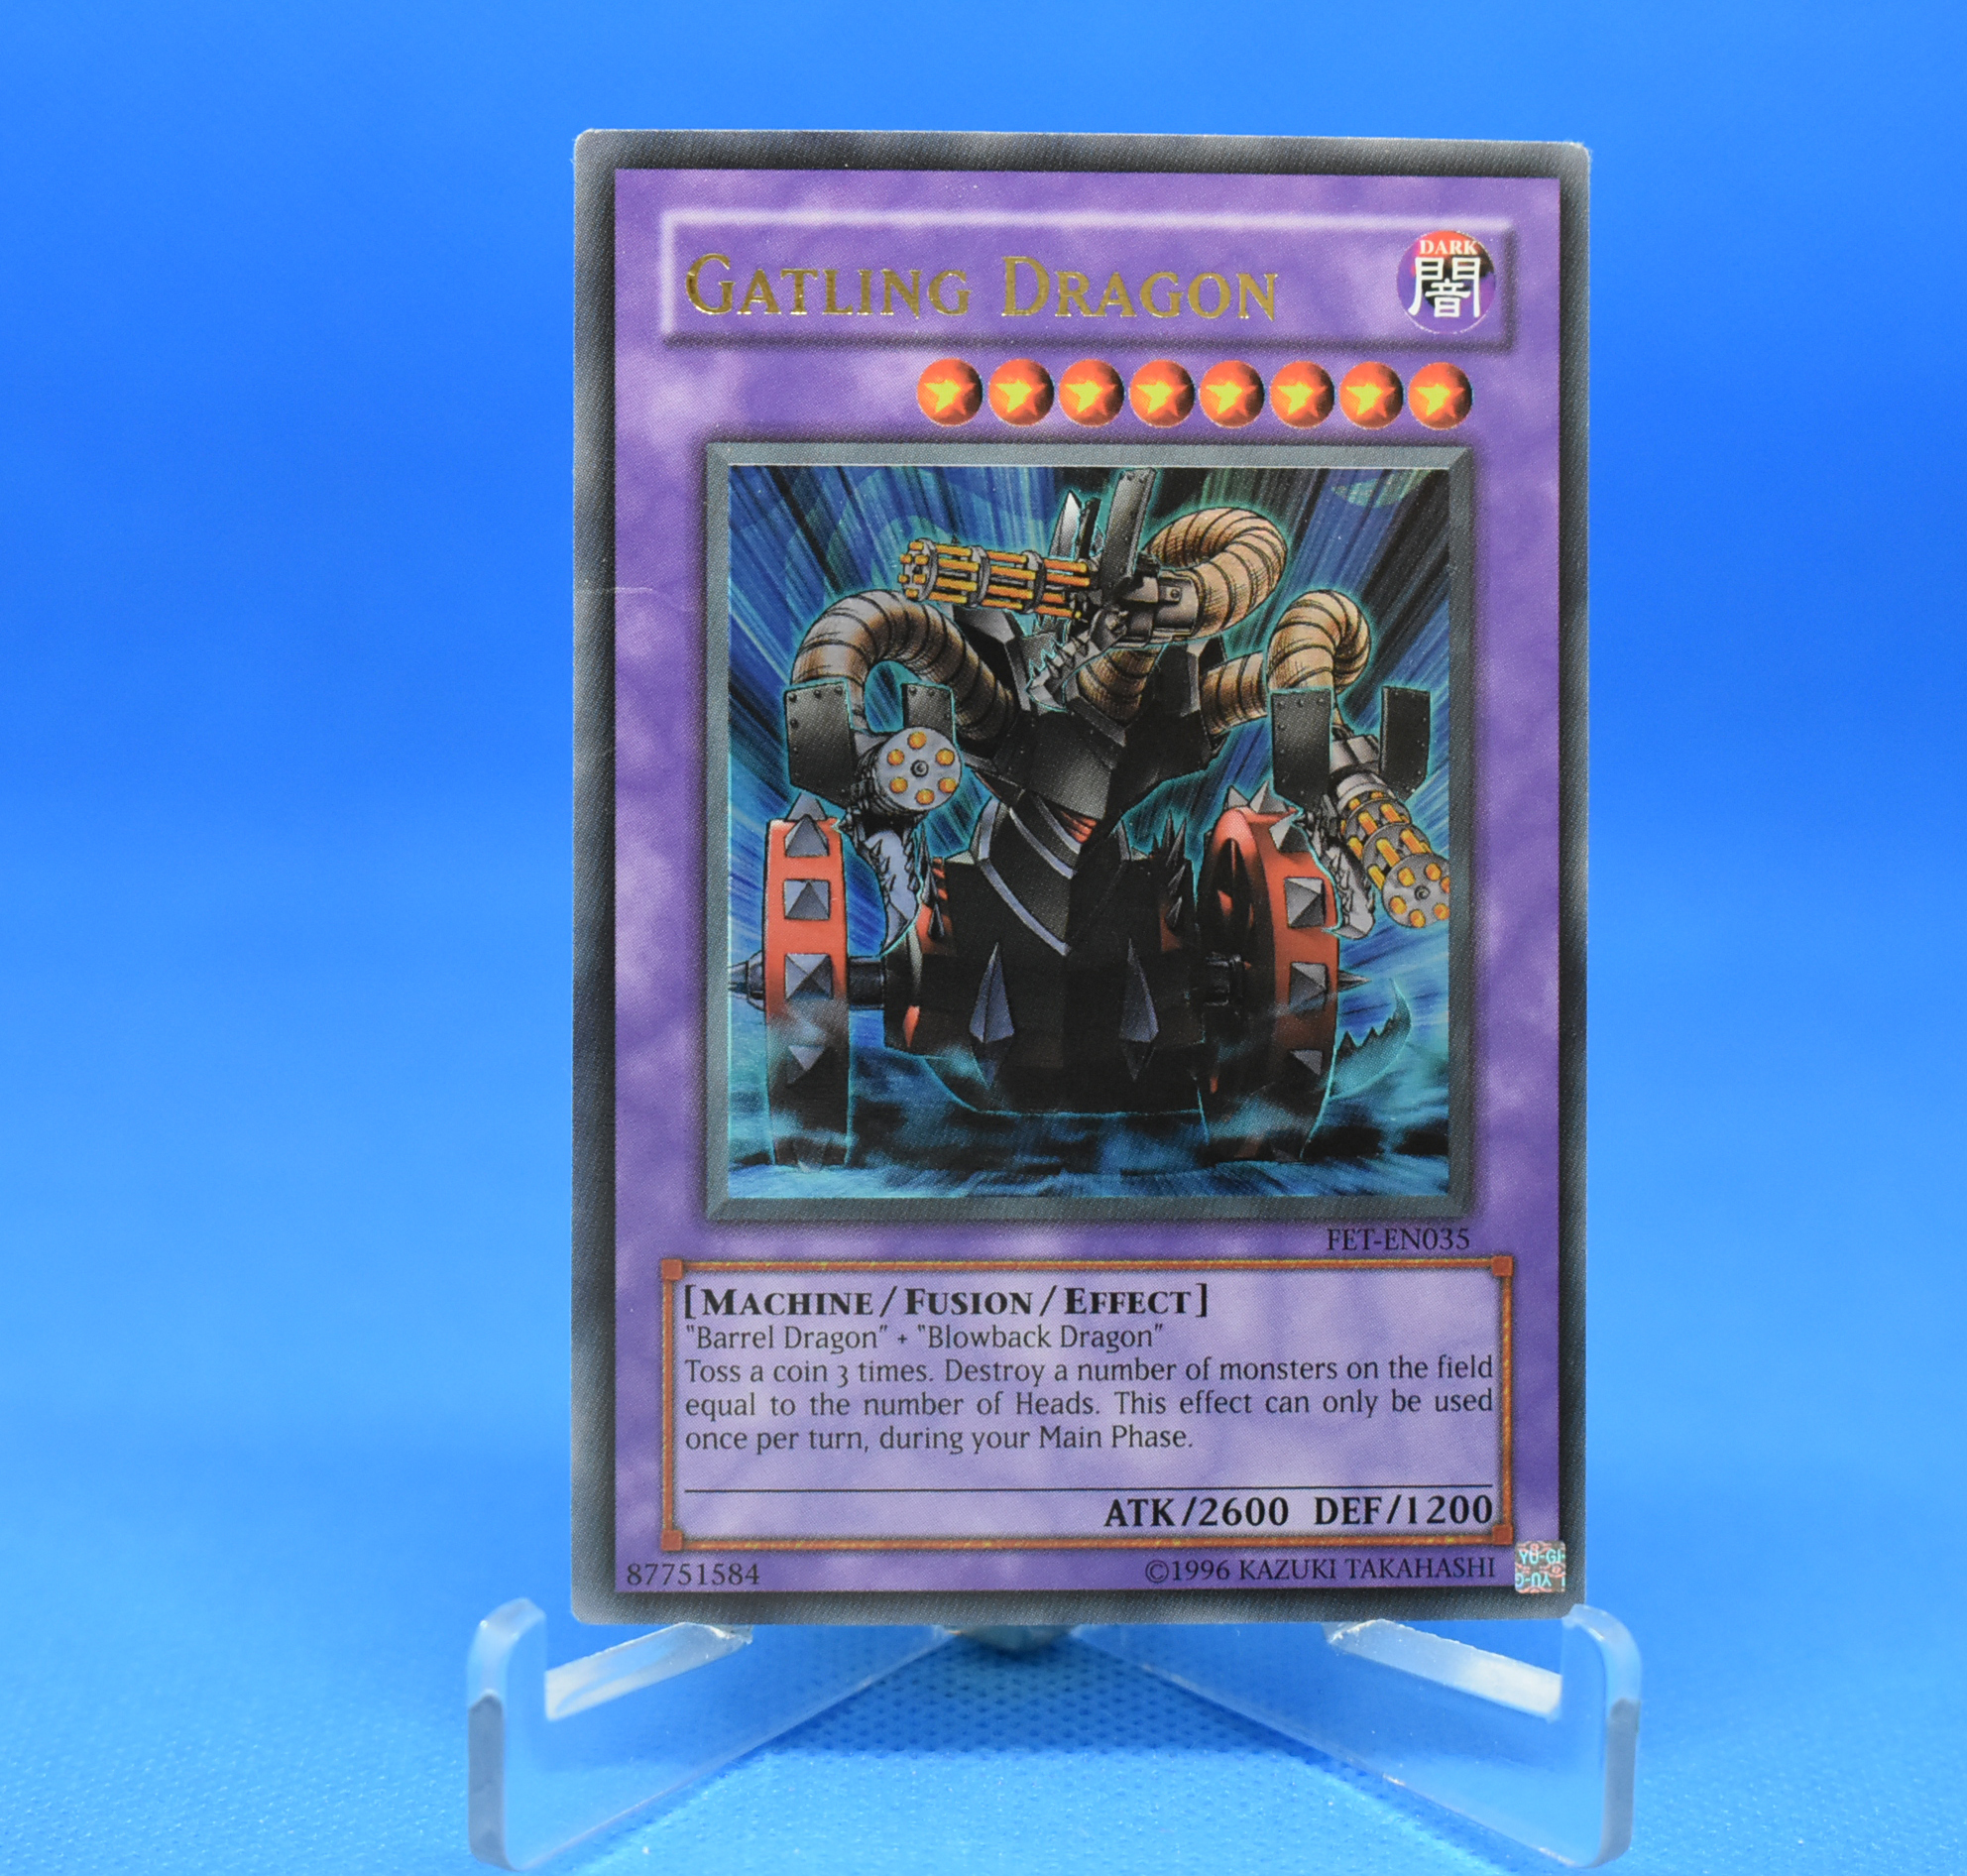 GATLING DRAGON
DARK
闇
FET-EN035
[MACHINE/FUSION/EFFECT]
"Barrel Dragon" + "Blowback Dragon"
Toss a coin 3 times. Destroy a number of monsters on the field
equal to the number of Heads. This effect can only be used
once per turn, during your Main Phase.
ATK/2600 DEF/1200
87751584
©1996 KAZUKI TAKAHASHI
YU-GI-